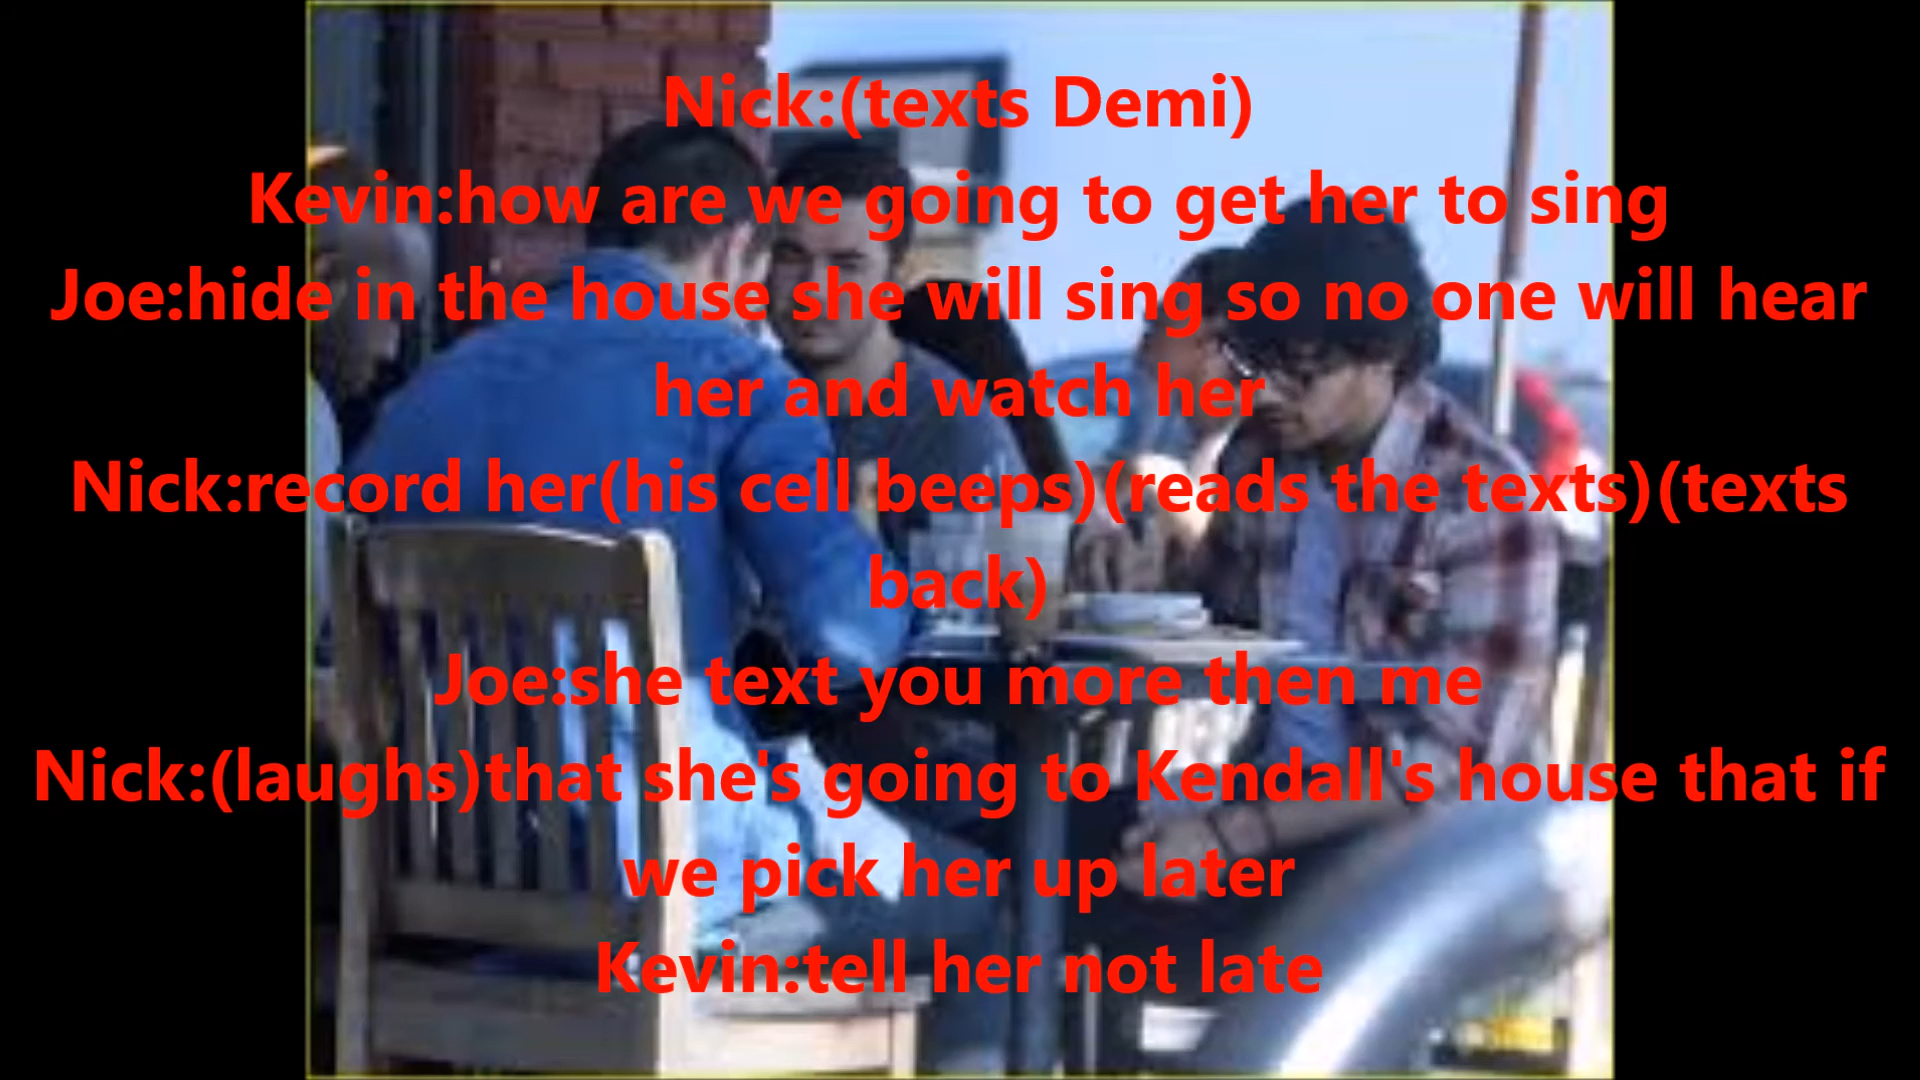 Nick:(texts Demi)
Kevin:how are we going to get her to sing
Joe:hide in the house she will sing so no one will hear
her and watch her
Nick:record her(his cell beeps)(reads the texts)(texts
back)
Joe:she text you more then me
Nick:(laughs)that she's going to Kendall's house that if
we pick her up later
Kevin:tell her not late